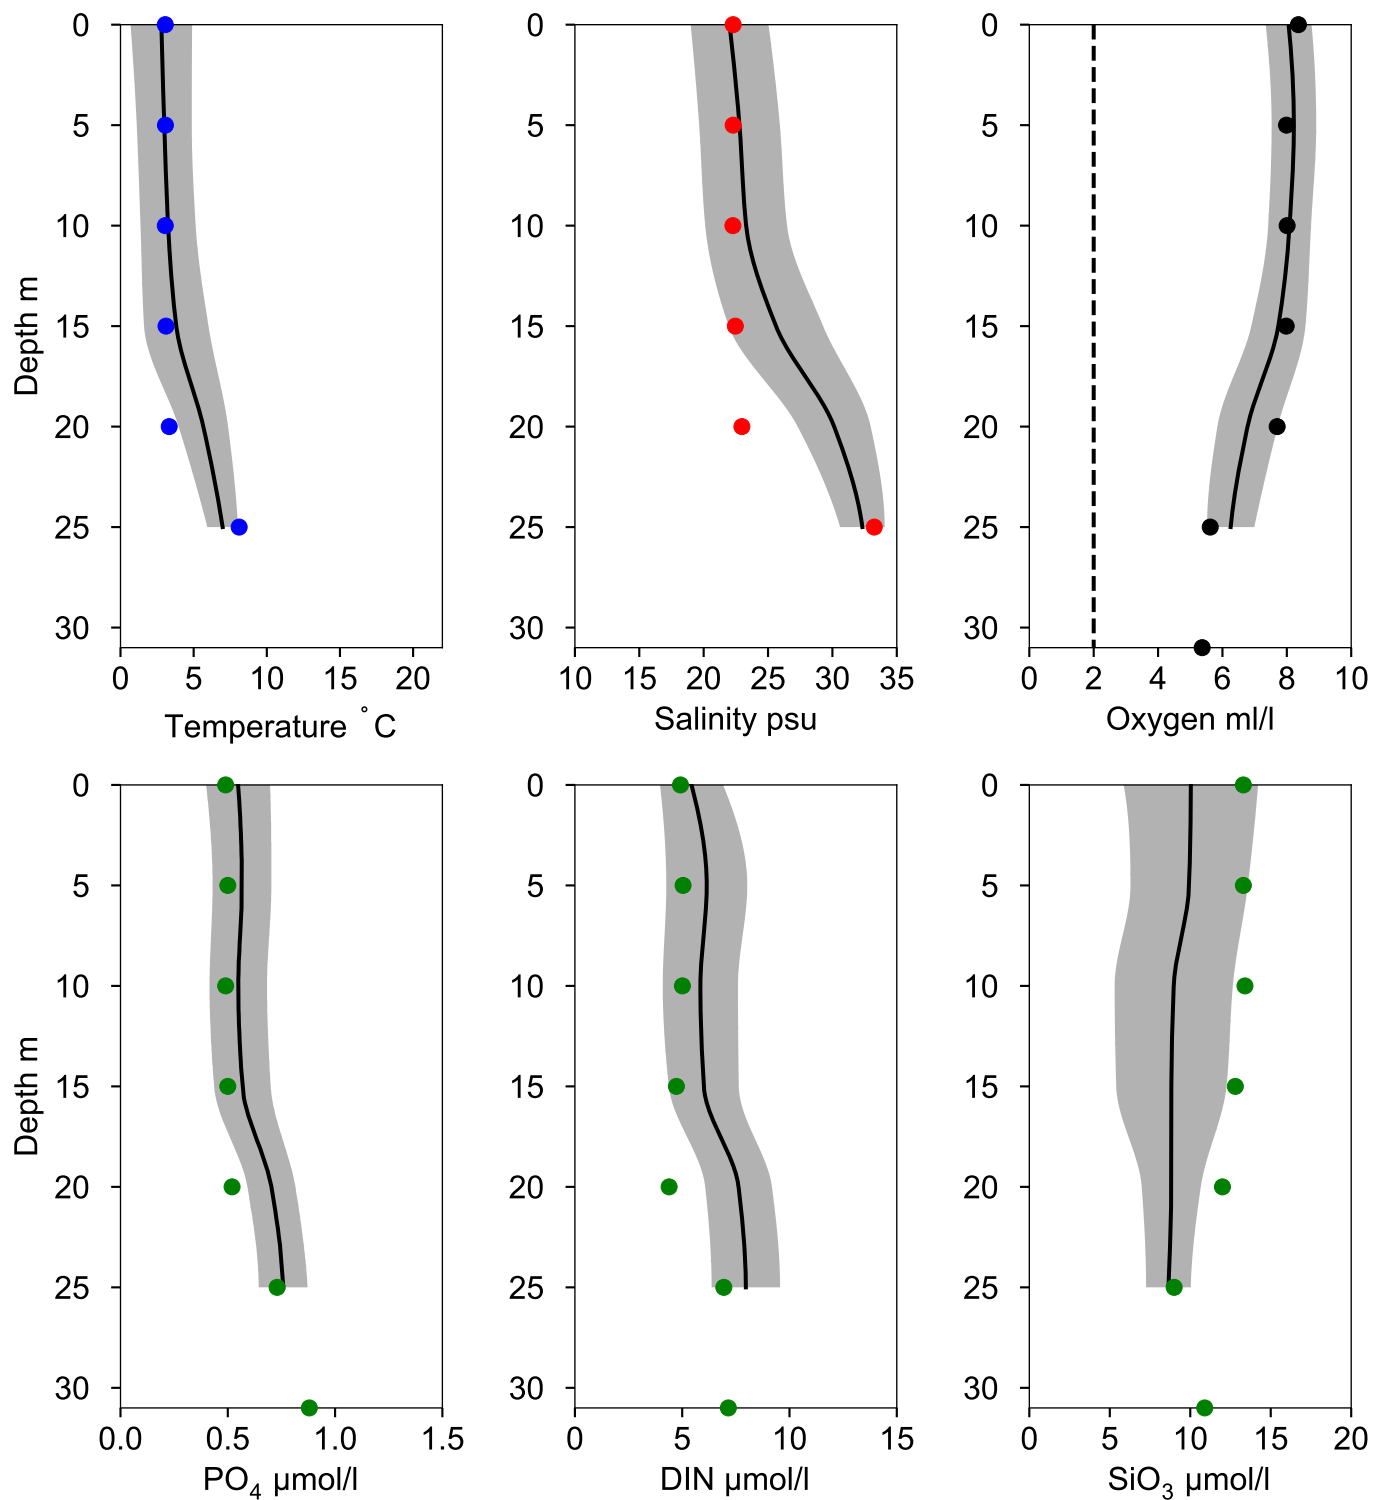 0 0 0
5 5 5
10 10 10
15 15 15
20 20 20
25 25 25
30 30 30
Depth m
0 5 10 15 20 10 15 20 25 30 35 0 2 4 6 8 10
Temperature ˚C Salinity psu Oxygen ml/l
0 0 0
5 5 5
10 10 10
15 15 15
20 20 20
25 25 25
30 30 30
Depth m
0.0 0.5 1.0 1.5 0 5 10 15 0 5 10 15 20
PO₄ µmol/l DIN µmol/l SiO₃ µmol/l